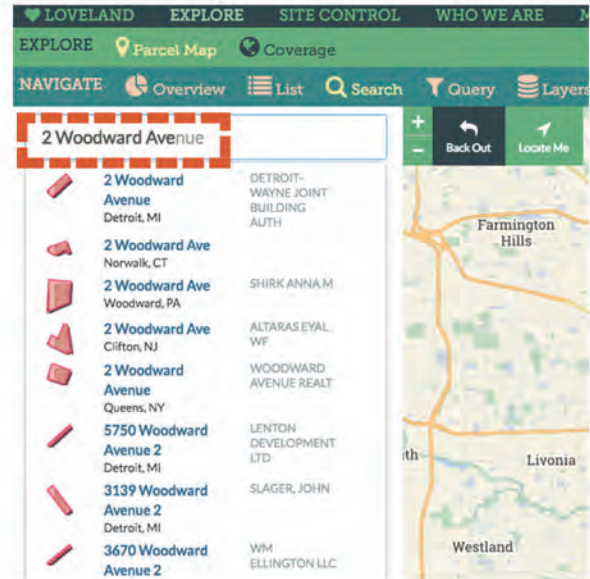 LOVELAND EXPLORE SITE CONTROL WHO WE ARE
EXPLORE Parcel Map Coverage
NAVIGATE Overview List Search Query Layers
2 Woodward Avenue
+
−
Back Out
Locate Me
2 Woodward
Avenue
Detroit, MI
DETROIT-
WAYNE JOINT
BUILDING
AUTH
2 Woodward Ave
Norwalk, CT
2 Woodward Ave
Woodward, PA
SHIRK ANNA M
2 Woodward Ave
Clifton, NJ
ALTARAS EYAL
WF
2 Woodward
Avenue
Queens, NY
WOODWARD
AVENUE REALT
5750 Woodward
Avenue 2
Detroit, MI
LENTON
DEVELOPMENT
LTD
3139 Woodward
Avenue 2
Detroit, MI
SLAGER, JOHN
3670 Woodward
Avenue 2
WM
ELLINGTON LLC
Farmington
Hills
th
Livonia
Westland